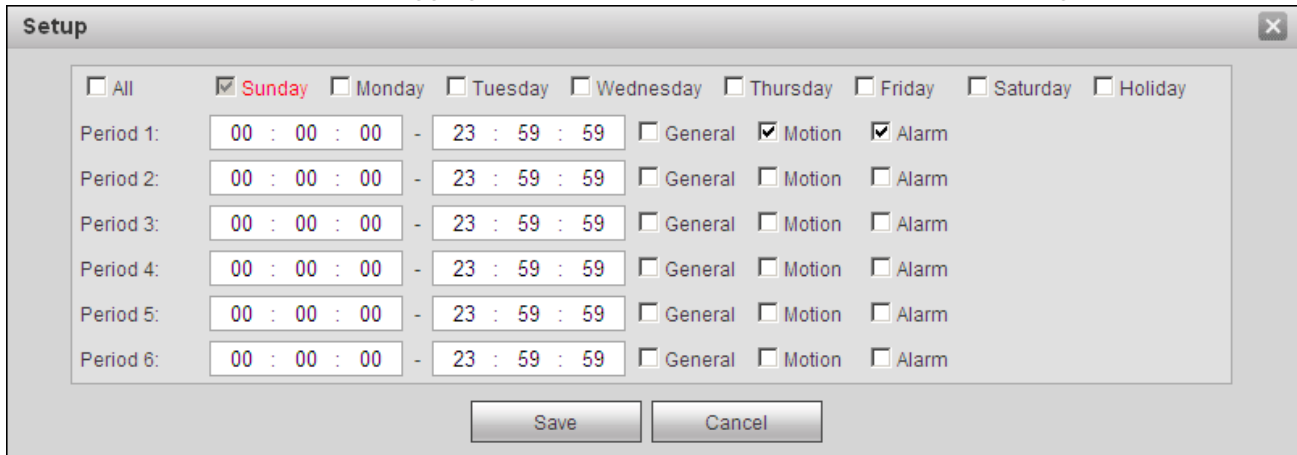 Setup
All Sunday Monday Tuesday Wednesday Thursday Friday Saturday Holiday
Period 1: 00 : 00 : 00 - 23 : 59 : 59 General Motion Alarm
Period 2: 00 : 00 : 00 - 23 : 59 : 59 General Motion Alarm
Period 3: 00 : 00 : 00 - 23 : 59 : 59 General Motion Alarm
Period 4: 00 : 00 : 00 - 23 : 59 : 59 General Motion Alarm
Period 5: 00 : 00 : 00 - 23 : 59 : 59 General Motion Alarm
Period 6: 00 : 00 : 00 - 23 : 59 : 59 General Motion Alarm
Save Cancel